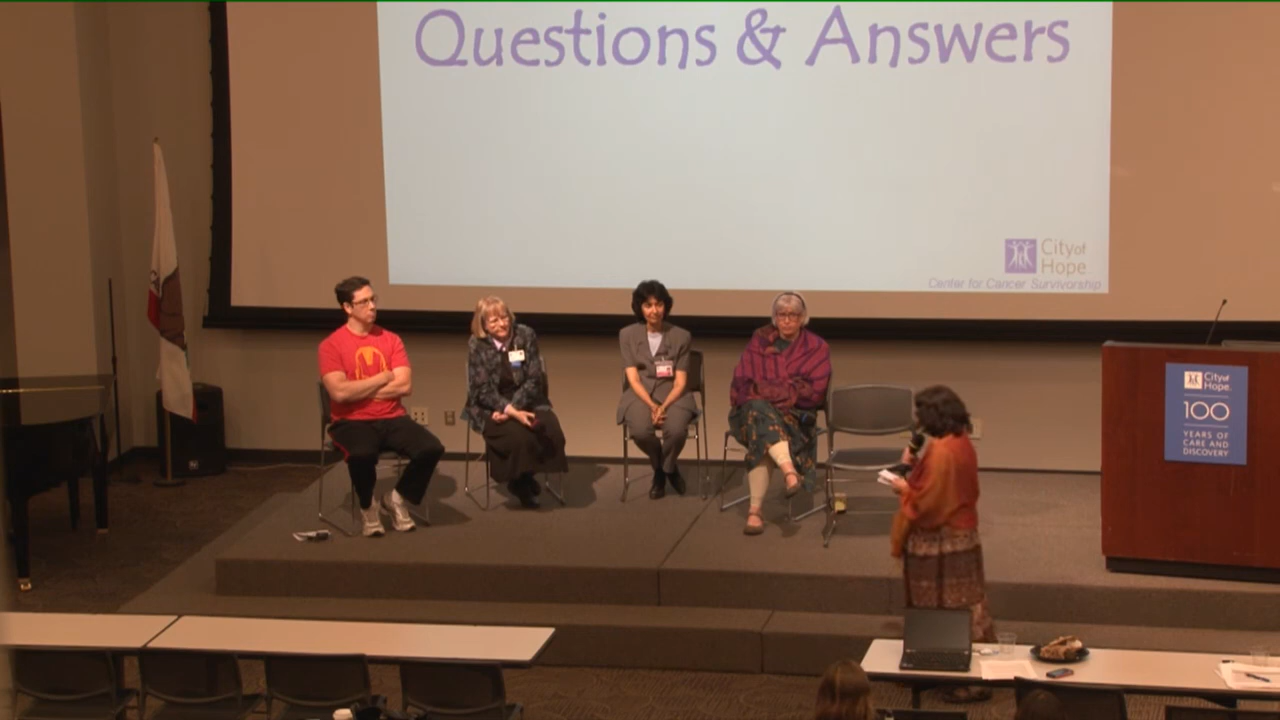 Questions & Answers
City of
Hope
Center for Cancer Survivorship
City of
Hope
100
YEARS OF
CARE AND
DISCOVERY